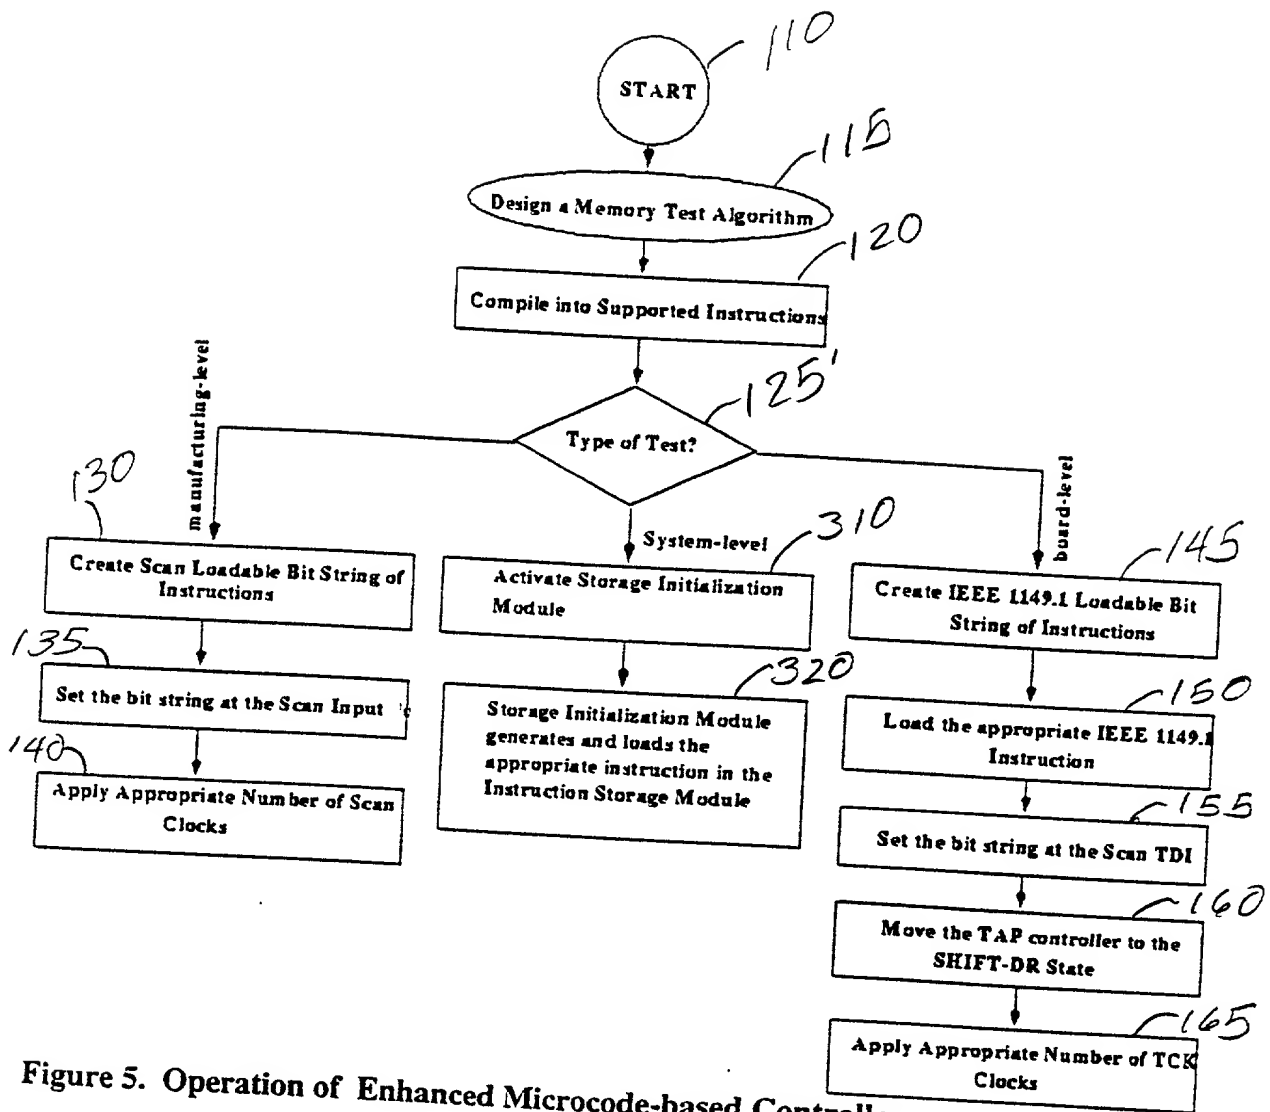 110
START
115
Design a Memory Test Algorithm
120
Compile into Supported Instructions
125'
Type of Test?
manufacturing-level
System-level
board-level
130
Create Scan Loadable Bit String of
Instructions
135
Set the bit string at the Scan Input
140
Apply Appropriate Number of Scan
Clocks
310
Activate Storage Initialization
Module
320
Storage Initialization Module
generates and loads the
appropriate instruction in the
Instruction Storage Module
145
Create IEEE 1149.1 Loadable Bit
String of Instructions
150
Load the appropriate IEEE 1149.1
Instruction
155
Set the bit string at the Scan TDI
160
Move the TAP controller to the
SHIFT-DR State
165
Apply Appropriate Number of TCK
Clocks
Figure 5. Operation of Enhanced Microcode-based